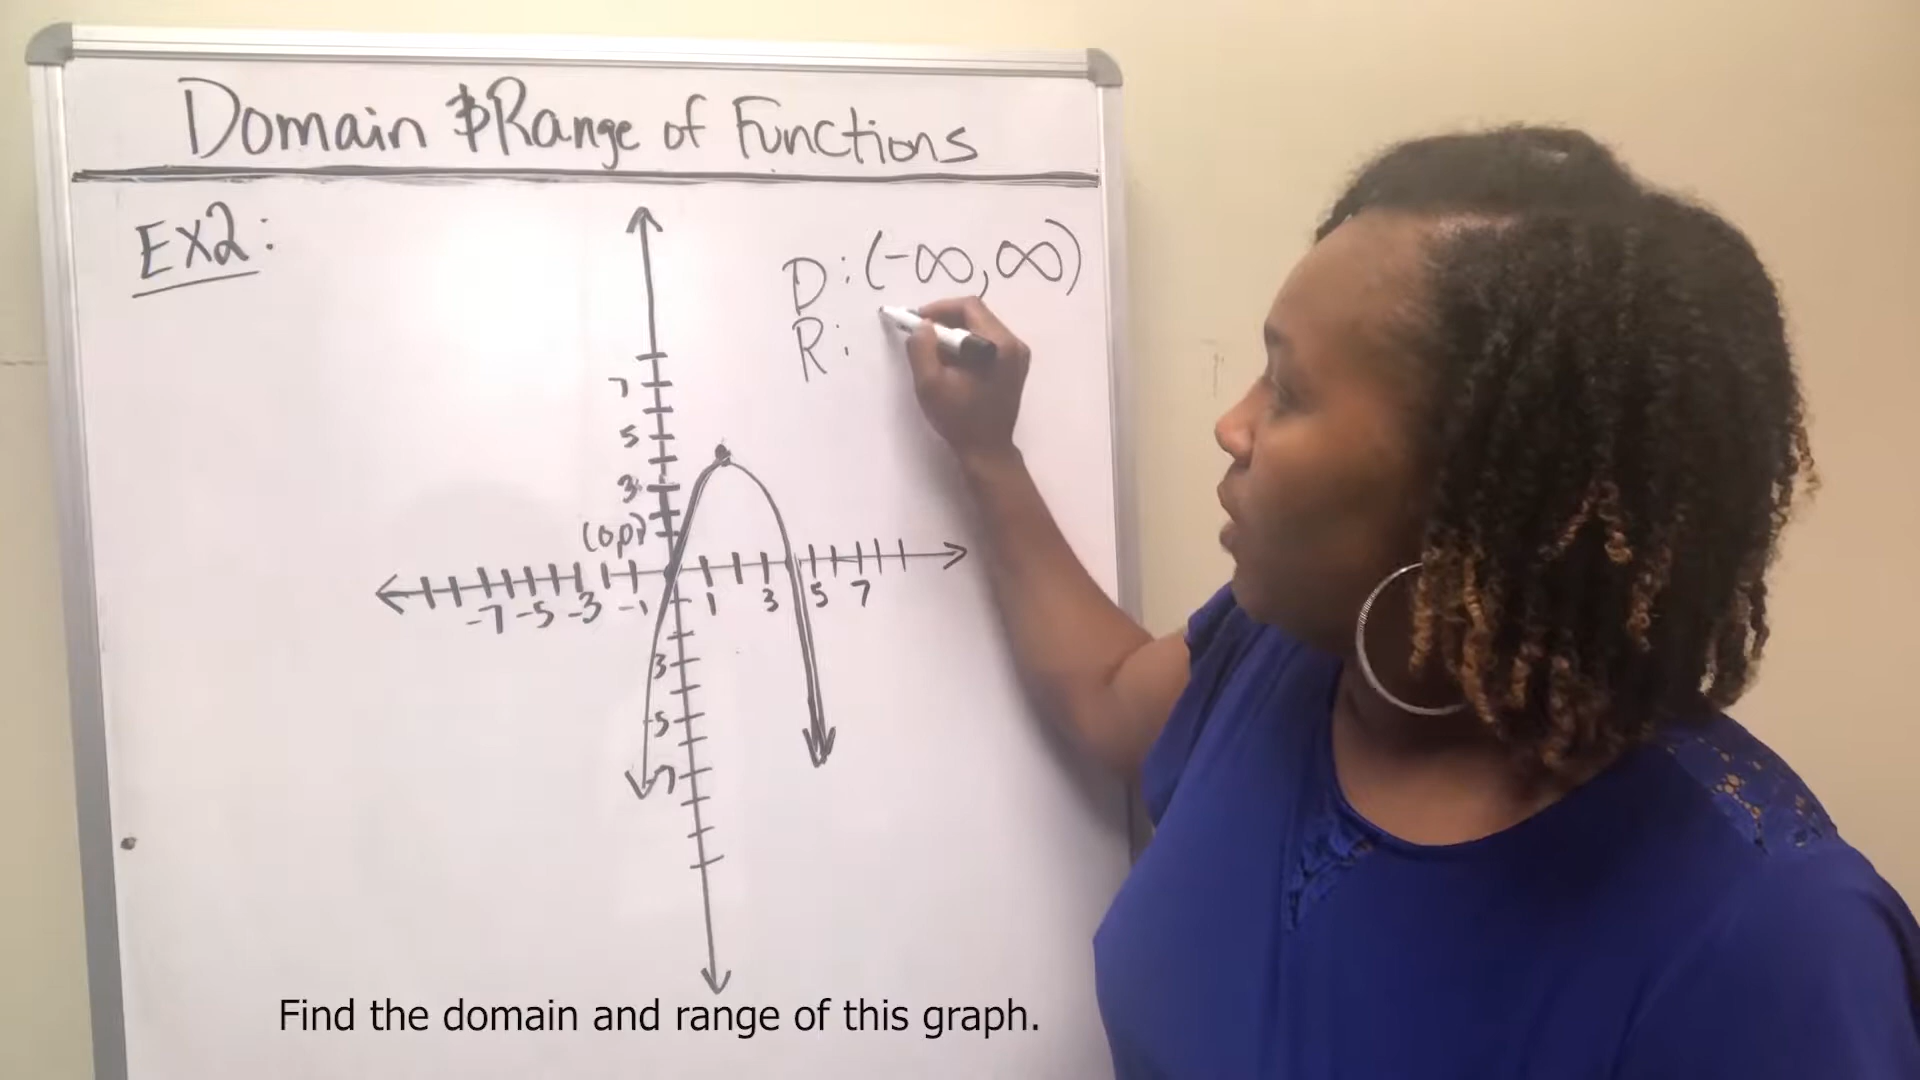 Domain & Range of Functions
EX2:
D: (-∞, ∞)
R:
7
5
3
(0,0)
-7 -5 -3 -1 1 3 5 7
-3
-5
-7
Find the domain and range of this graph.